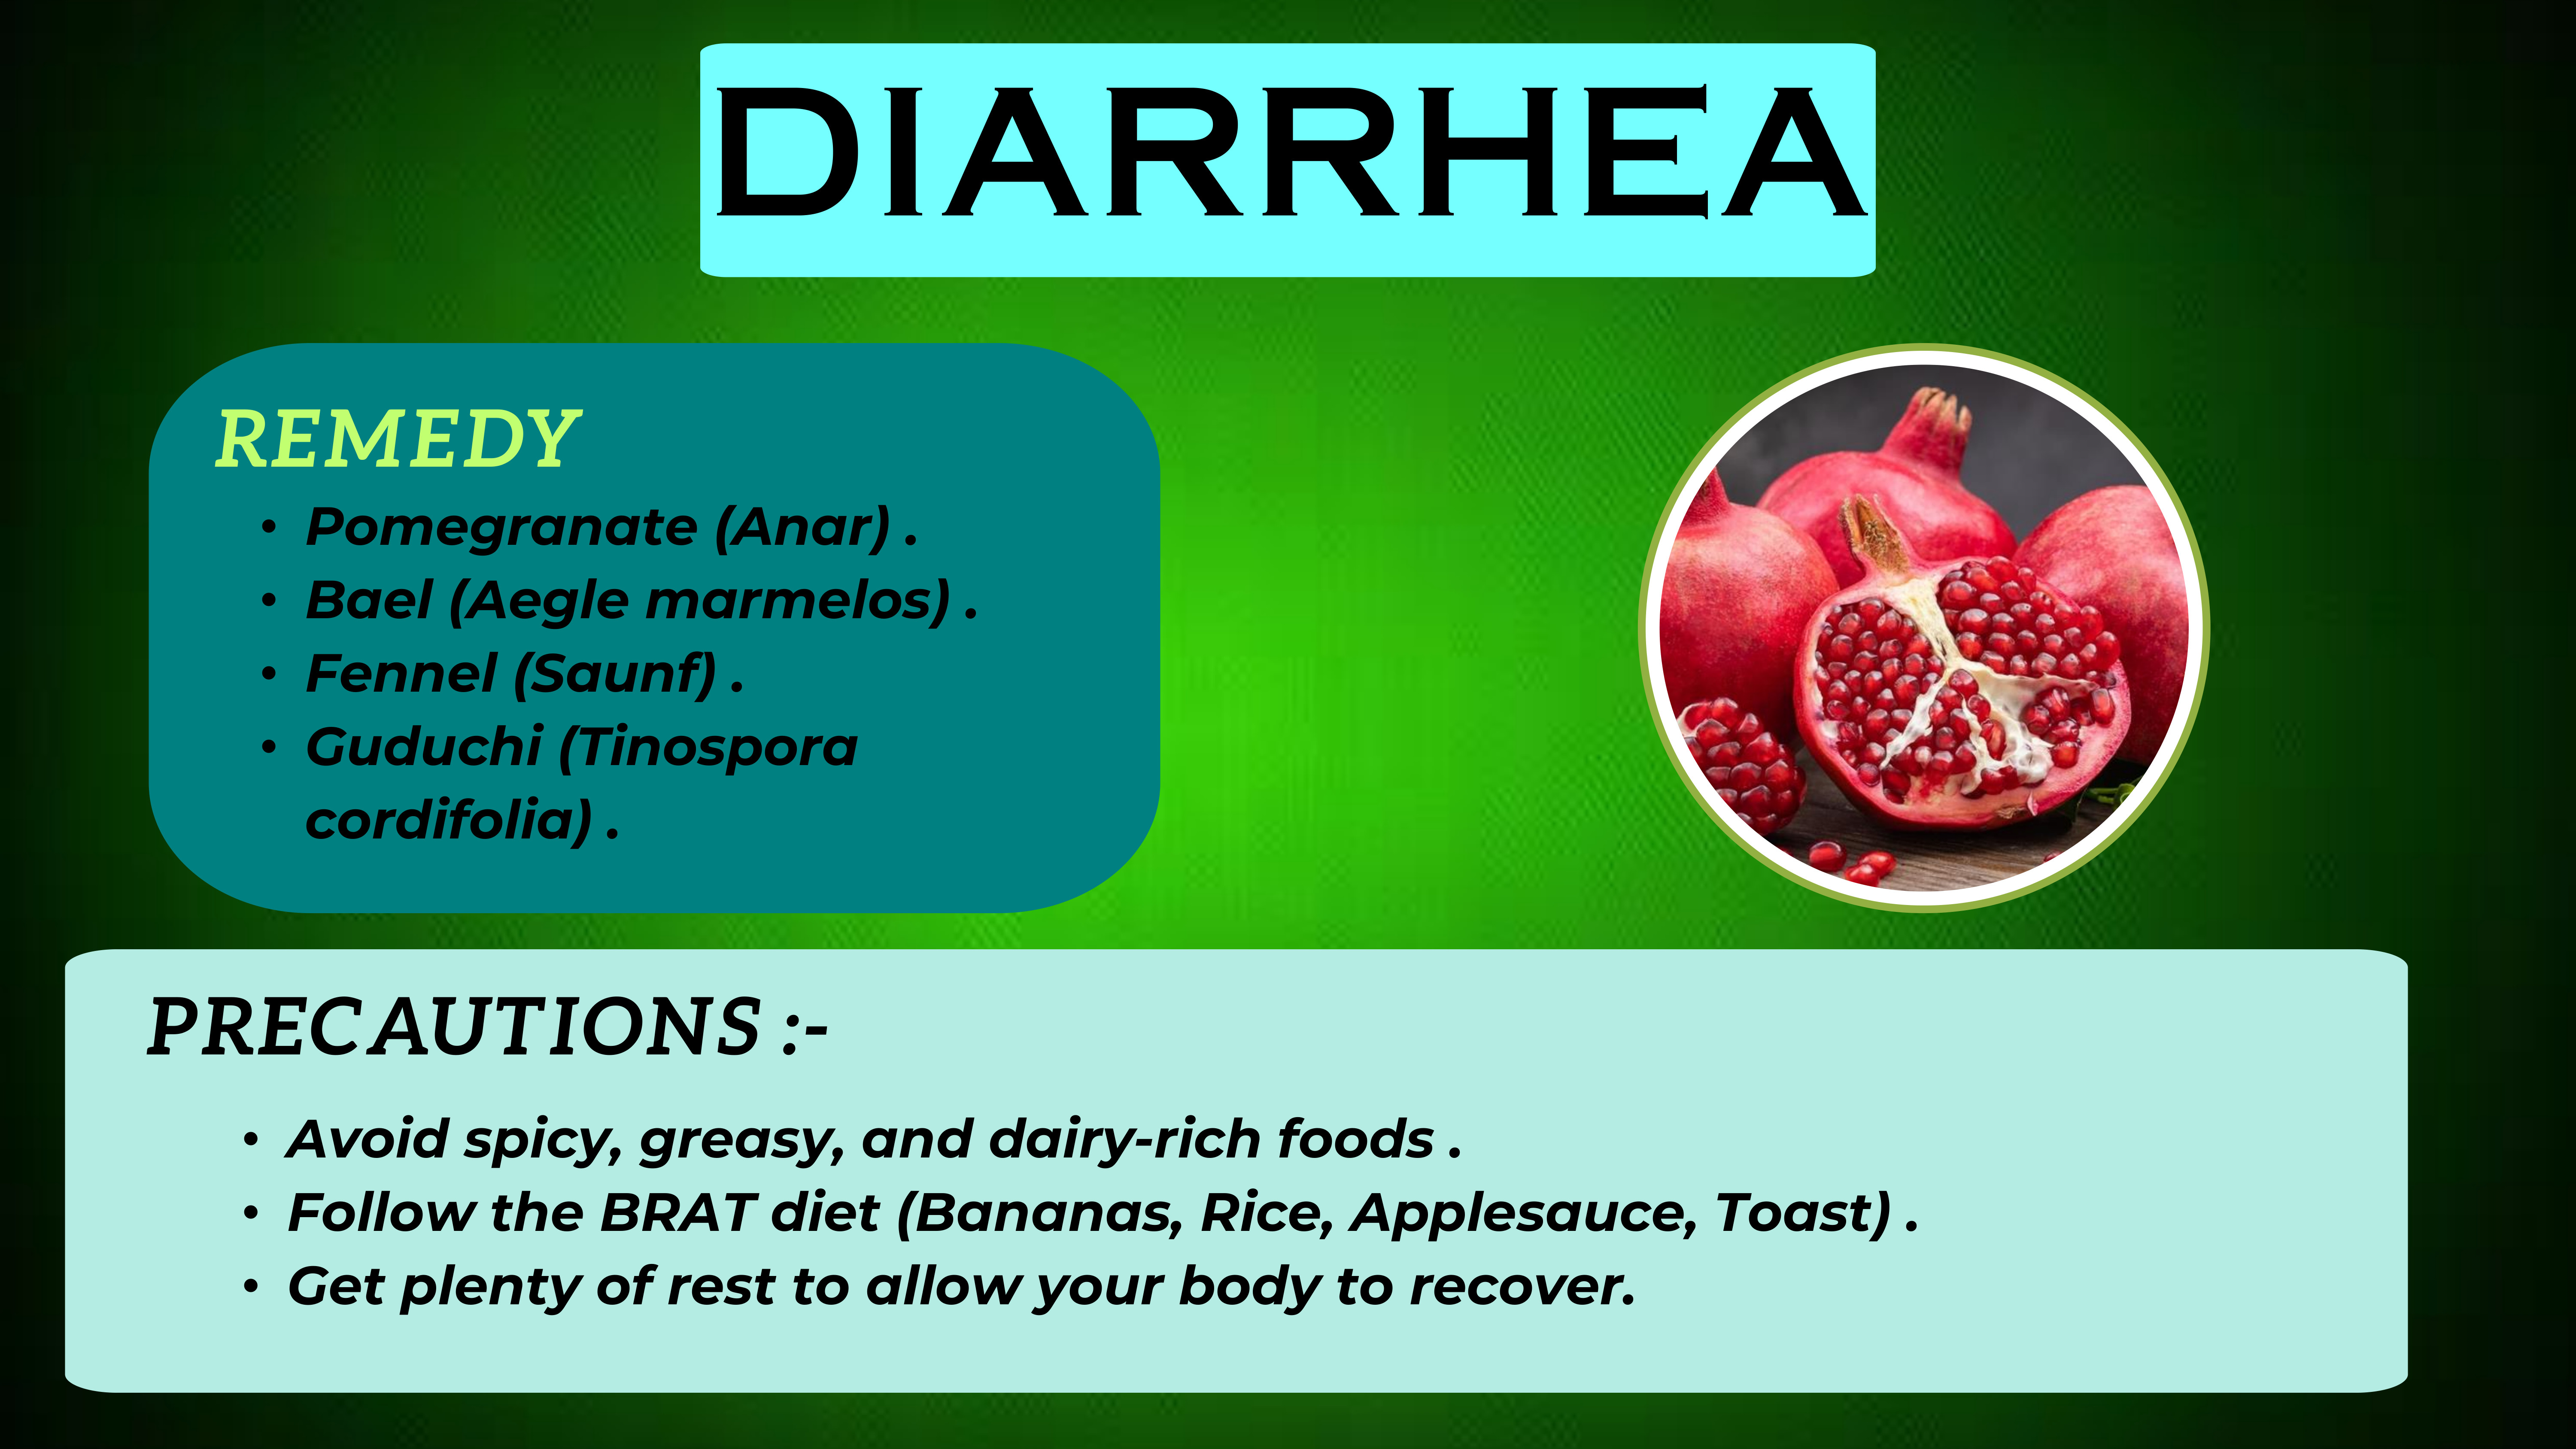 DIARRHEA
REMEDY
• Pomegranate (Anar) .
• Bael (Aegle marmelos) .
• Fennel (Saunf) .
• Guduchi (Tinospora
cordifolia) .
PRECAUTIONS :-
• Avoid spicy, greasy, and dairy-rich foods .
• Follow the BRAT diet (Bananas, Rice, Applesauce, Toast) .
• Get plenty of rest to allow your body to recover.